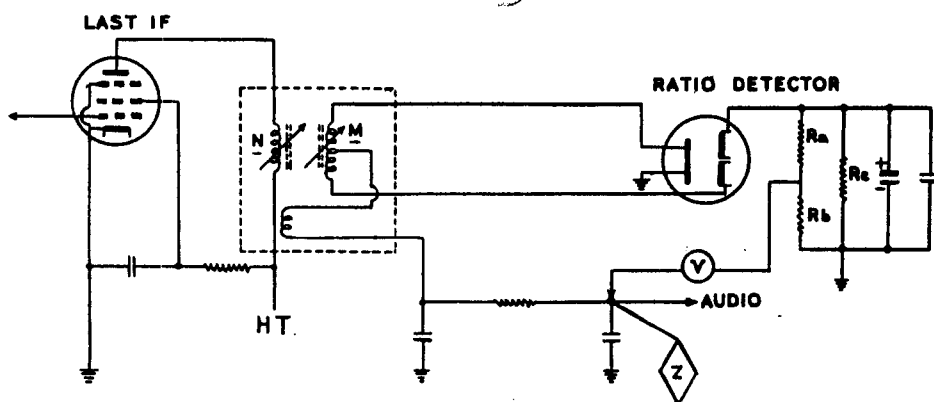 LAST IF
RATIO DETECTOR
N
M
Ra
Rc
+
-
Rb
V
AUDIO
HT.
Z